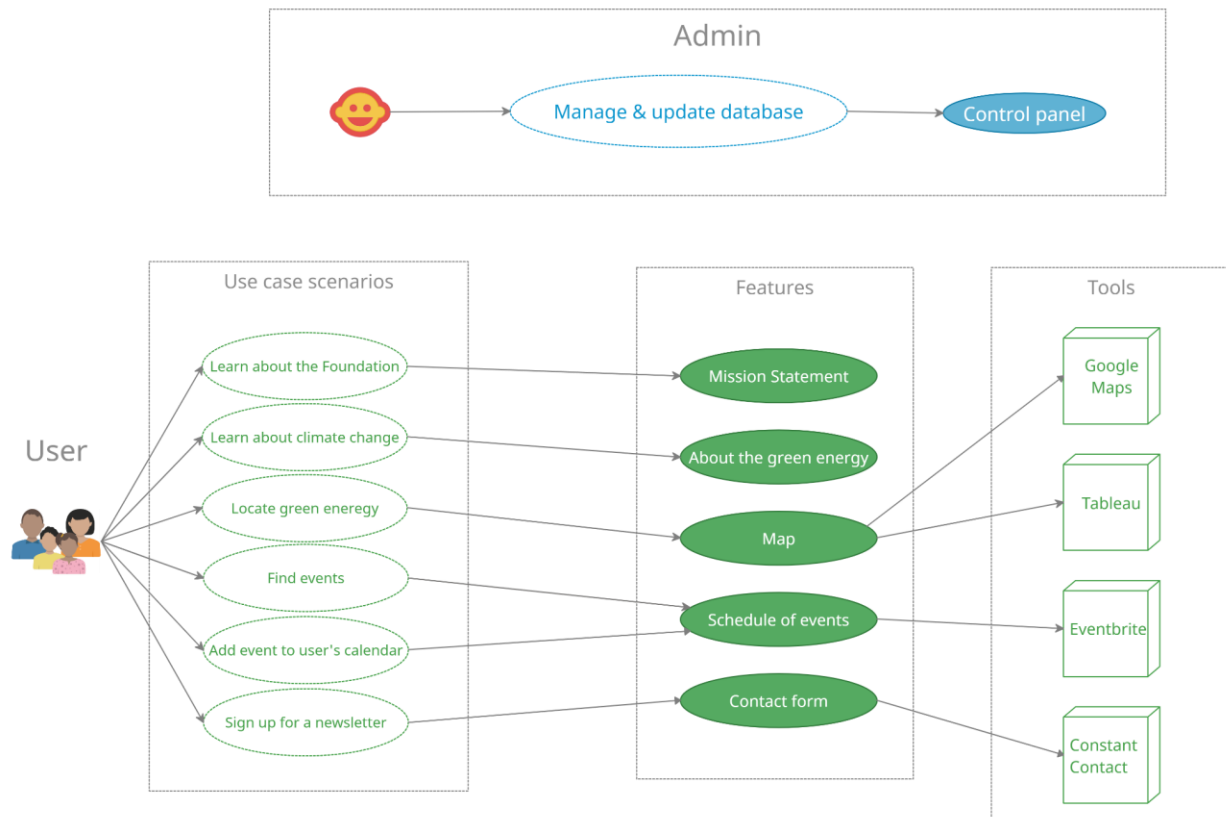 Admin
Manage & update database
Control panel
Use case scenarios
Features
Tools
User
Learn about the Foundation
Learn about climate change
Locate green eneregy
Find events
Add event to user's calendar
Sign up for a newsletter
Mission Statement
About the green energy
Map
Schedule of events
Contact form
Google
Maps
Tableau
Eventbrite
Constant
Contact